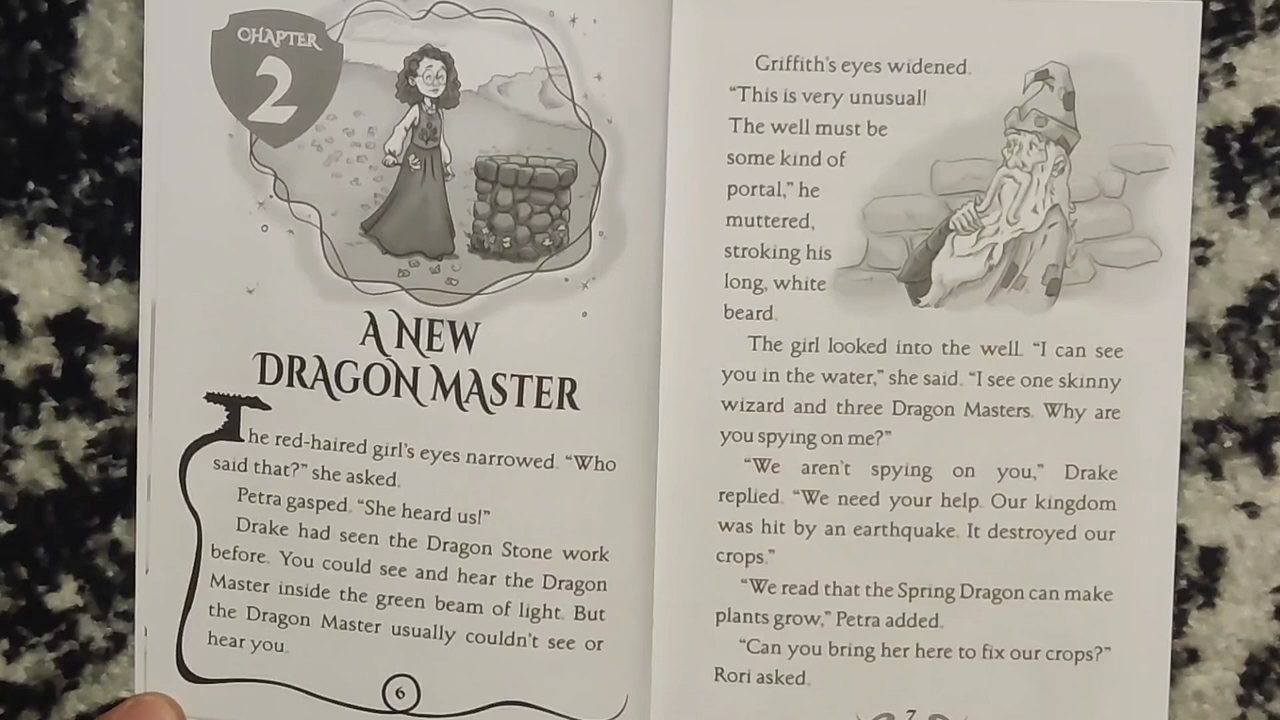 CHAPTER
2
A NEW
DRAGON MASTER
The red-haired girl's eyes narrowed. “Who
said that?” she asked.
Petra gasped. “She heard us!”
Drake had seen the Dragon Stone work
before. You could see and hear the Dragon
Master inside the green beam of light. But
the Dragon Master usually couldn't see or
hear you.
6
Griffith's eyes widened.
“This is very unusual!
The well must be
some kind of
portal,” he
muttered,
stroking his
long, white
beard.
The girl looked into the well. “I can see
you in the water,” she said. “I see one skinny
wizard and three Dragon Masters. Why are
you spying on me?”
“We aren't spying on you,” Drake
replied. “We need your help. Our kingdom
was hit by an earthquake. It destroyed our
crops.”
“We read that the Spring Dragon can make
plants grow,” Petra added.
“Can you bring her here to fix our crops?”
Rori asked.
7